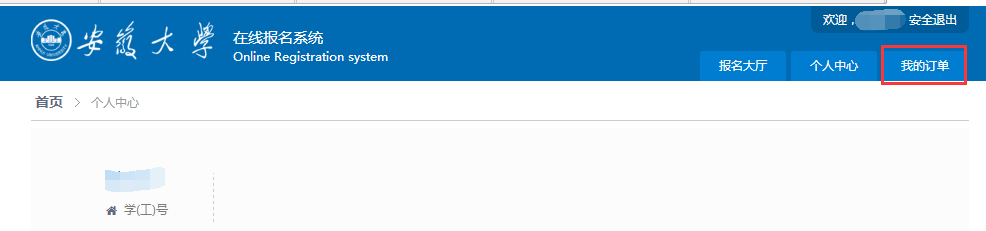 欢迎， 安全退出
安徽大学
在线报名系统
Online Registration system
报名大厅 个人中心 我的订单
首页 > 个人中心
学(工)号